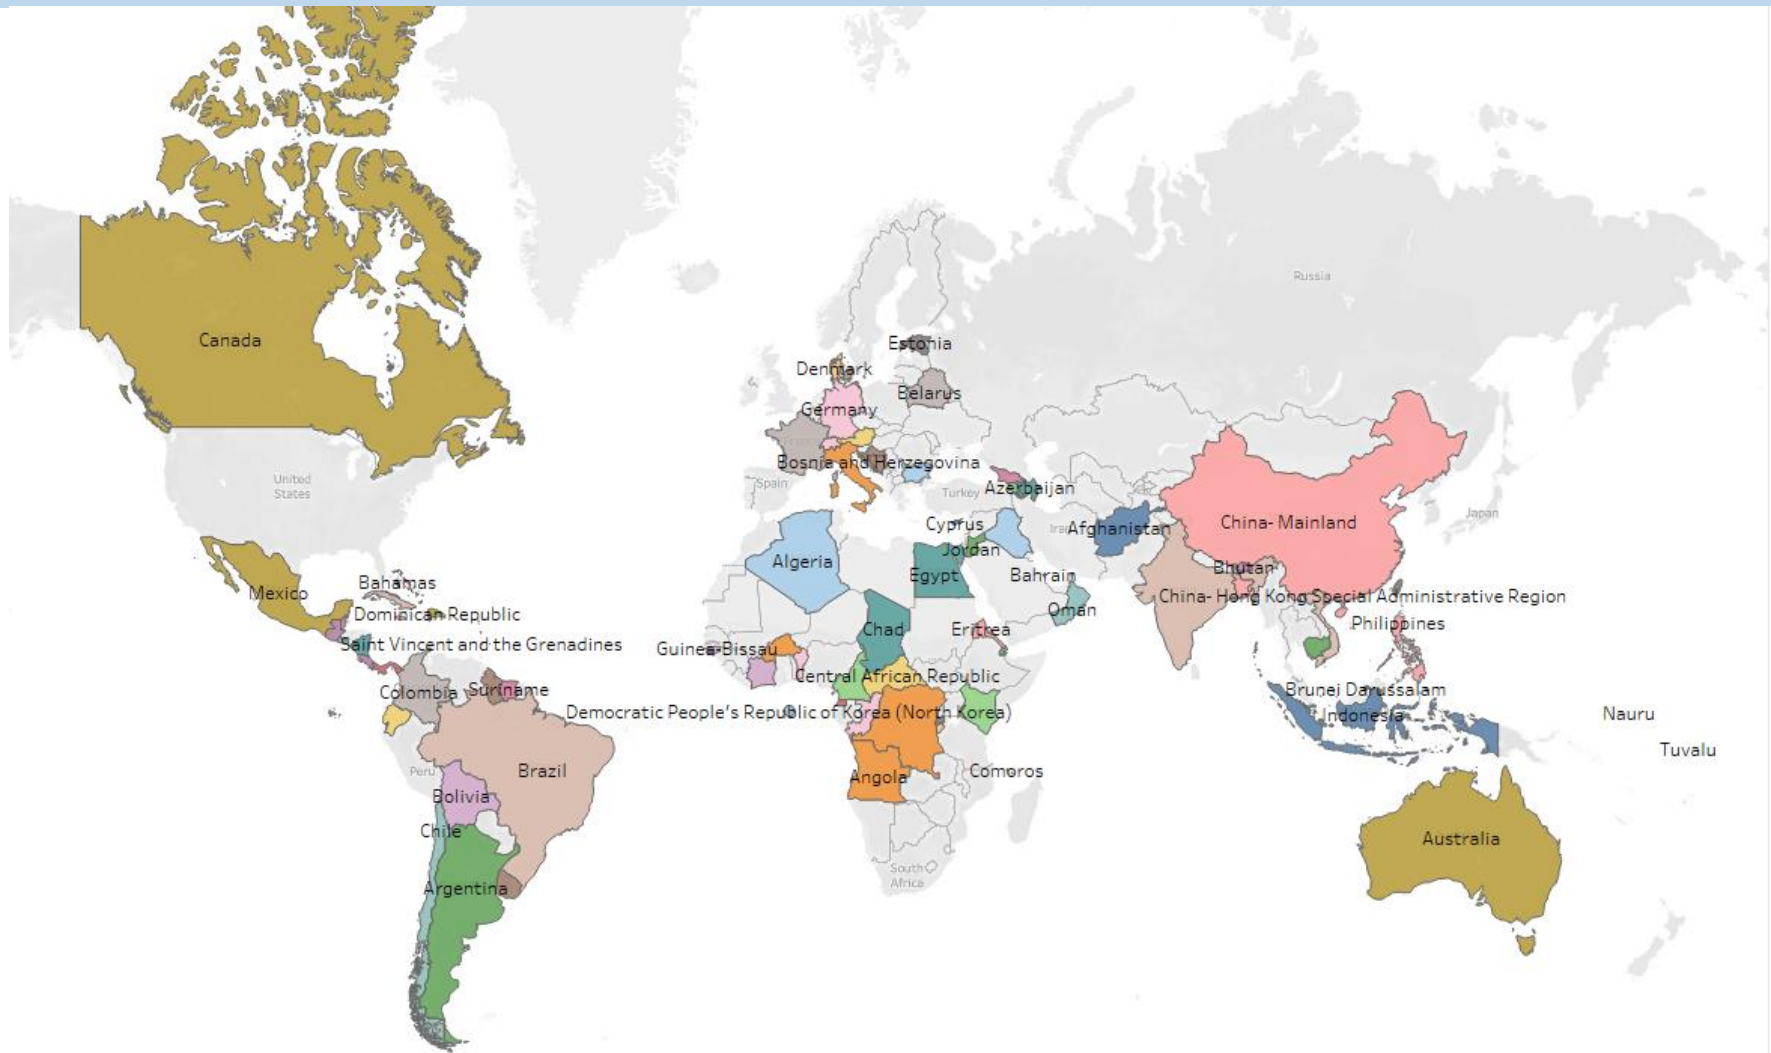 Russia
Canada
Estonia
Denmark
Belarus
Germany
Bosnia and Herzegovina
Spain
United
States
Turkey
Azerbaijan
Japan
Cyprus
Iran
Afghanistan
China- Mainland
Jordan
Algeria
Egypt
Bahrain
Bhutan
Bahamas
Mexico
China- Hong Kong Special Administrative Region
Oman
Dominican Republic
Philippines
Chad
Eritrea
Saint Vincent and the Grenadines
Guinea-Bissau
Central African Republic
Colombia
Suriname
Brunei Darussalam
Democratic People's Republic of Korea (North Korea)
Indonesia
Nauru
Tuvalu
Peru
Brazil
Angola
Comoros
Bolivia
Chile
Australia
South
Africa
Argentina